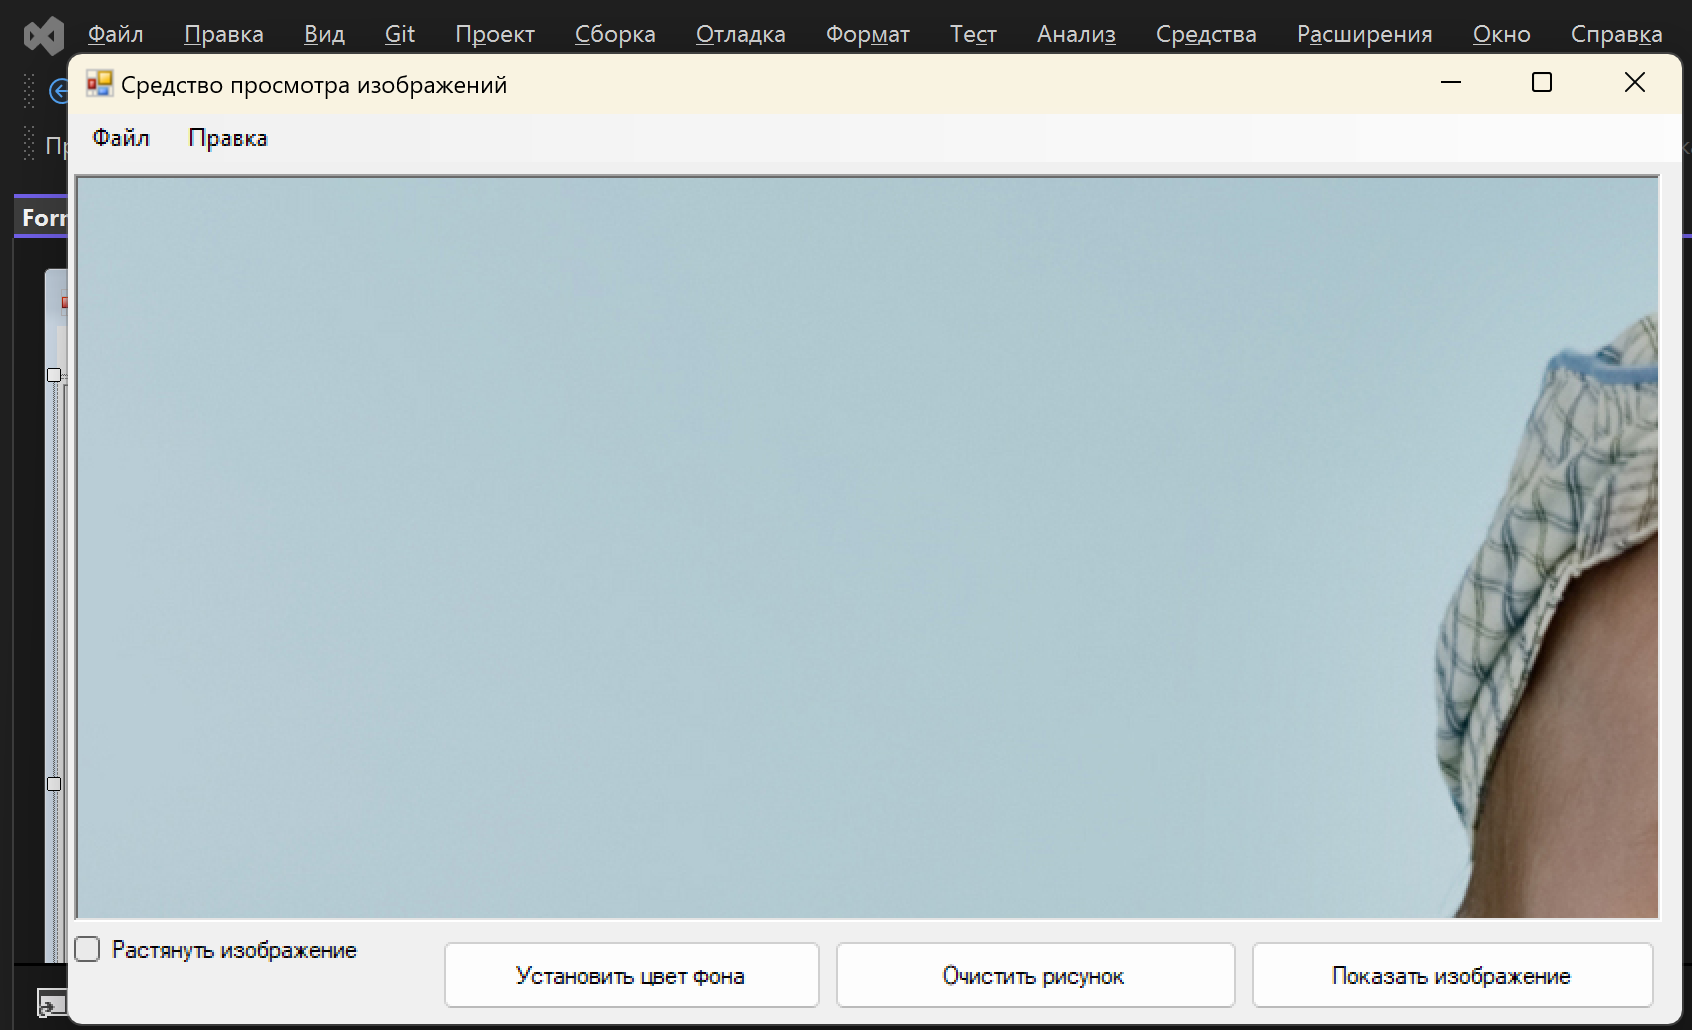 Файл Правка Вид Git Проект Сборка Отладка Формат Тест Анализ Средства Расширения Окно Справка
Средство просмотра изображений
Файл Правка
Растянуть изображение
Установить цвет фона
Очистить рисунок
Показать изображение